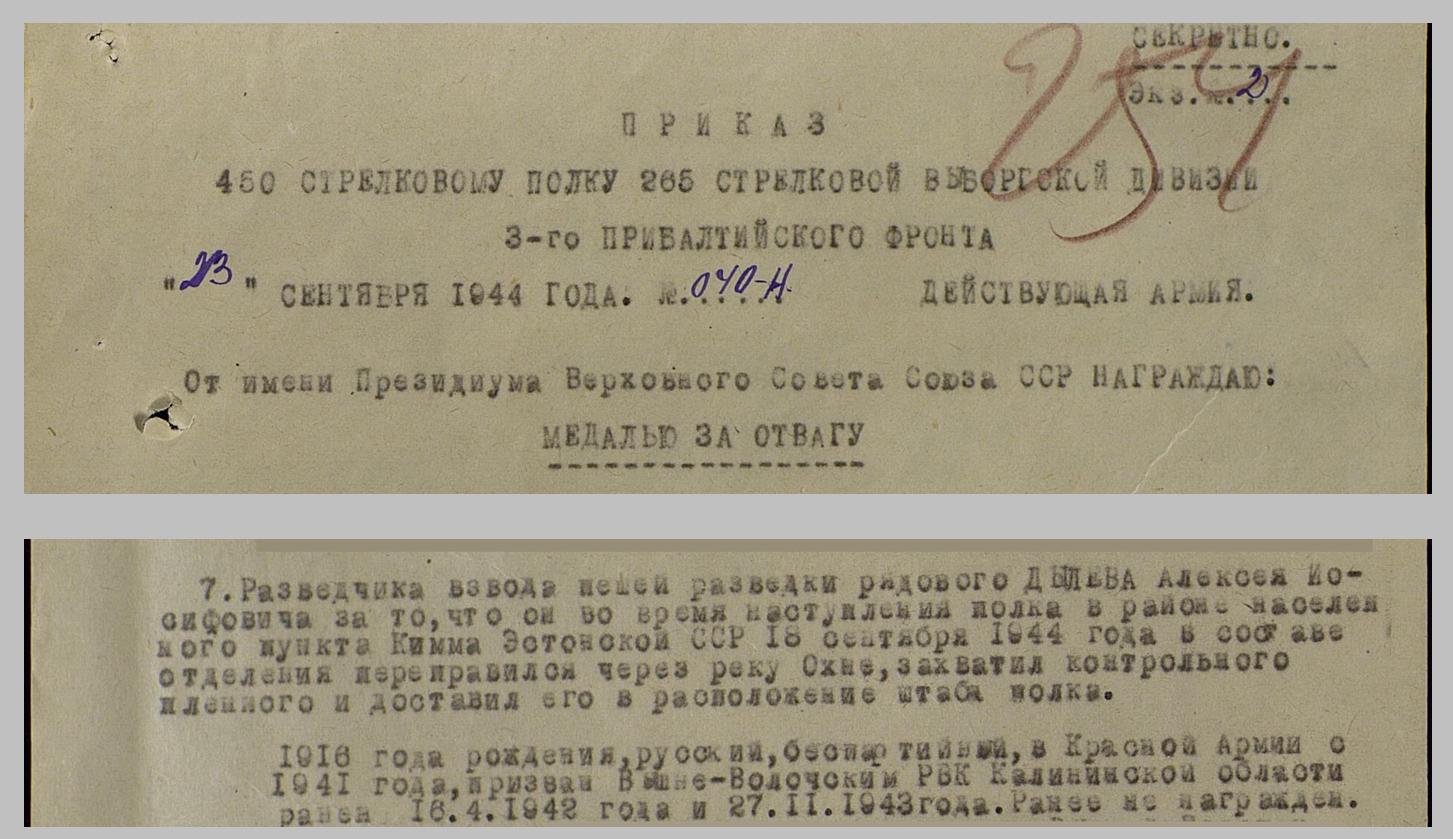 СЕКРЕТНО.
Экз.№.2...
251
П Р И К А З
450 СТРЕЛКОВОМУ ПОЛКУ 265 СТРЕЛКОВОЙ ВЫБОРГСКОЙ ДИВИЗИИ
3-го ПРИБАЛТИЙСКОГО ФРОНТА
"23" СЕНТЯБРЯ 1944 ГОДА. №.040-Н. ДЕЙСТВУЮЩАЯ АРМИЯ.
От имени Президиума Верховного Совета Союза ССР НАГРАЖДАЮ:
МЕДАЛЬЮ ЗА ОТВАГУ
7.Разведчика взвода пешей разведки рядового ДЫЛЕВА Алексея Ио-
сифовича за то,что он во время наступления полка в районе населен
ного пункта Кимма Эстонской ССР 18 сентября 1944 года в составе
отделения переправился через реку Охне,захватил контрольного
пленного и доставил его в расположение штаба полка.
1916 года рождения,русский,беспартийный,в Красной Армии с
1941 года,призван Вышне-Волочским РВК Калининской области
ранен 16.4.1942 года и 27.11.1943года.Ранее не награжден.